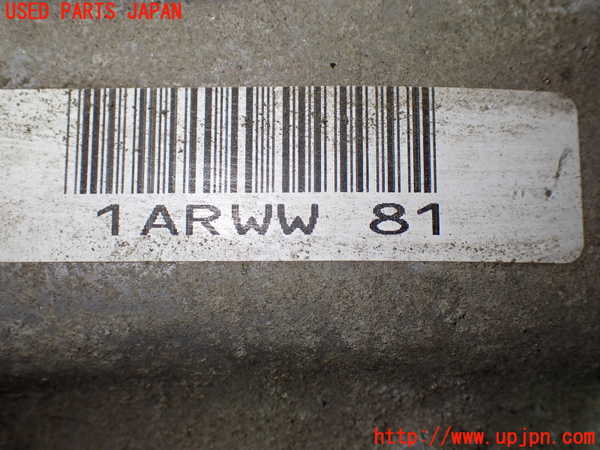 USED PARTS JAPAN
1ARWW 81
http://www.upjpn.com/